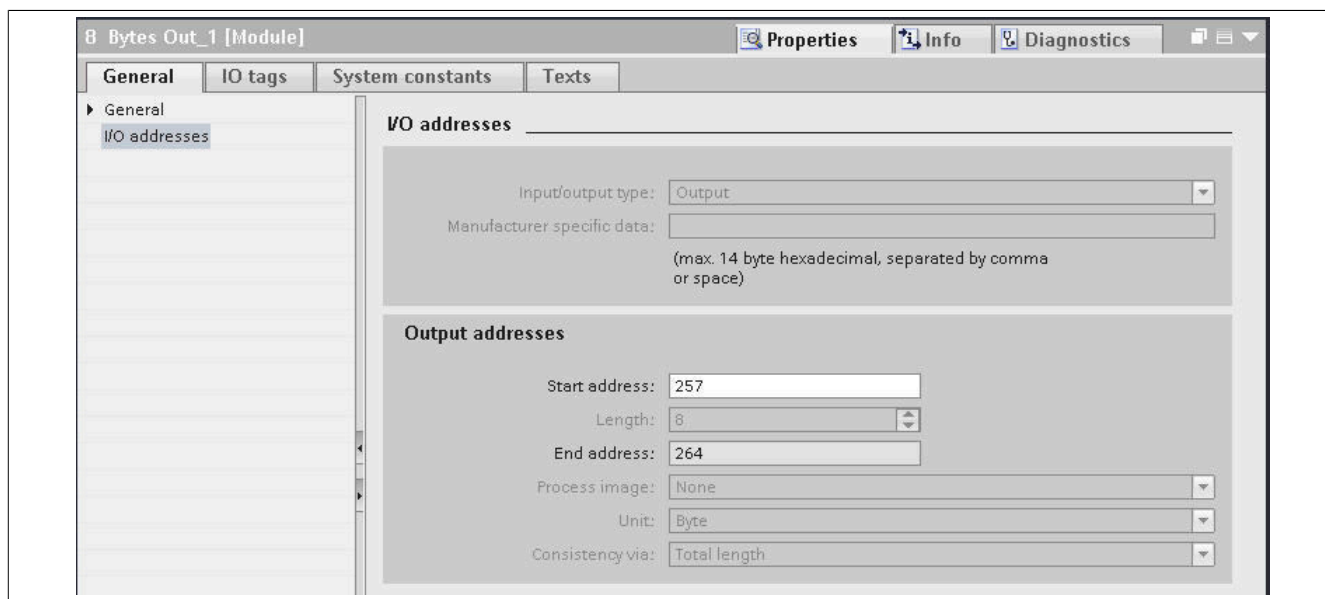 8 Bytes Out_1 [Module]
Properties
Info
Diagnostics
General
IO tags
System constants
Texts
General
I/O addresses
I/O addresses
Input/output type:
Output
Manufacturer specific data:
(max. 14 byte hexadecimal, separated by comma
or space)
Output addresses
Start address:
257
Length:
8
End address:
264
Process image:
None
Unit:
Byte
Consistency via:
Total length